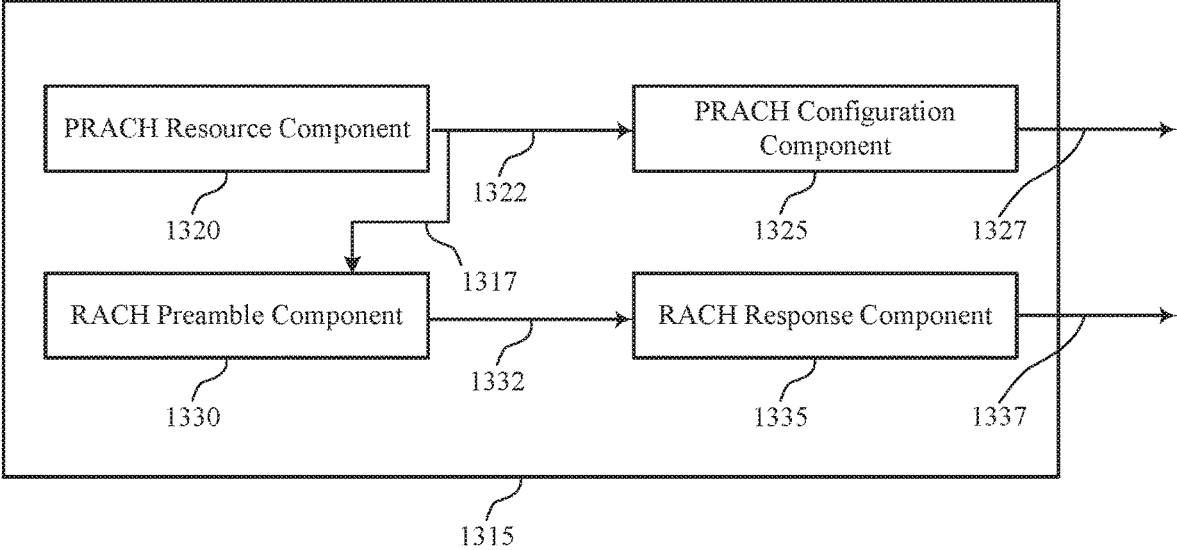 PRACH Resource Component
PRACH Configuration
Component
1320
1322
1325
1327
1317
RACH Preamble Component
RACH Response Component
1330
1332
1335
1337
1315